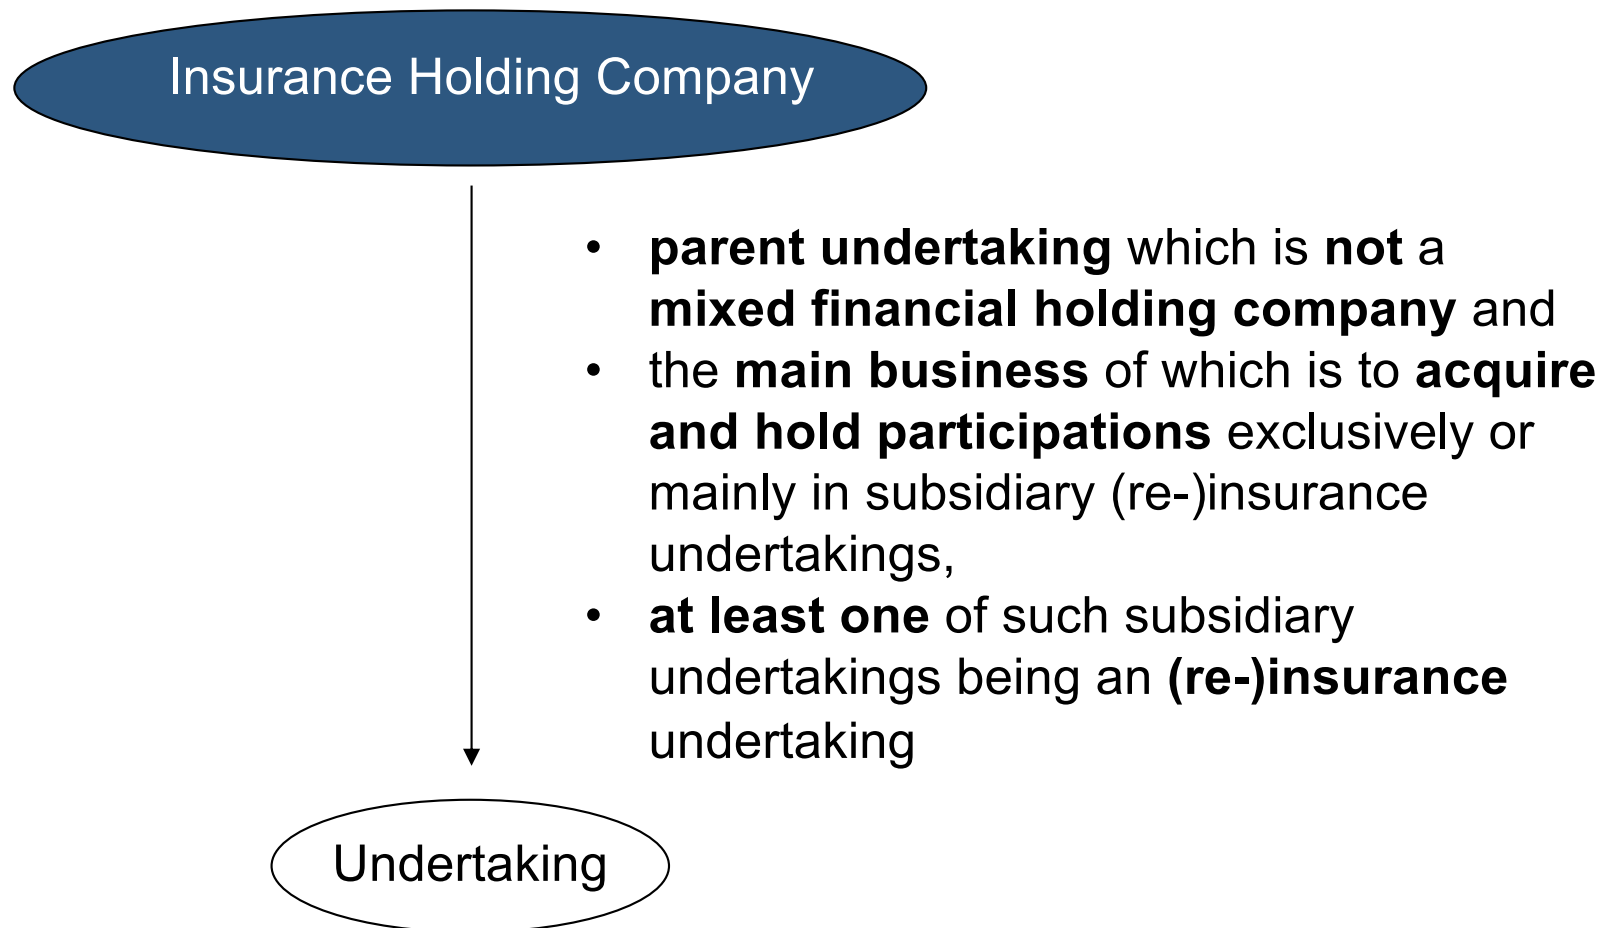 Insurance Holding Company
• parent undertaking which is not a
mixed financial holding company and
• the main business of which is to acquire
and hold participations exclusively or
mainly in subsidiary (re-)insurance
undertakings,
• at least one of such subsidiary
undertakings being an (re-)insurance
undertaking
Undertaking